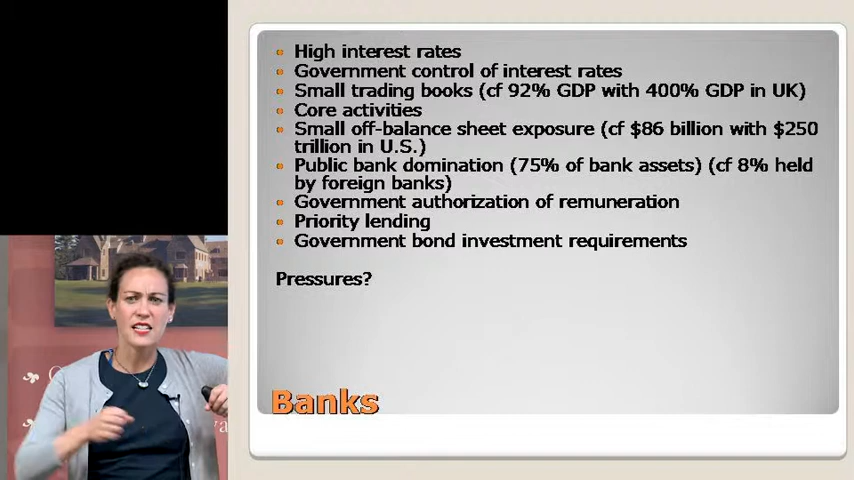 High interest rates
Government control of interest rates
Small trading books (cf 92% GDP with 400% GDP in UK)
Core activities
Small off-balance sheet exposure (cf $86 billion with $250
trillion in U.S.)
Public bank domination (75% of bank assets) (cf 8% held
by foreign banks)
Government authorization of remuneration
Priority lending
Government bond investment requirements
Pressures?
Banks